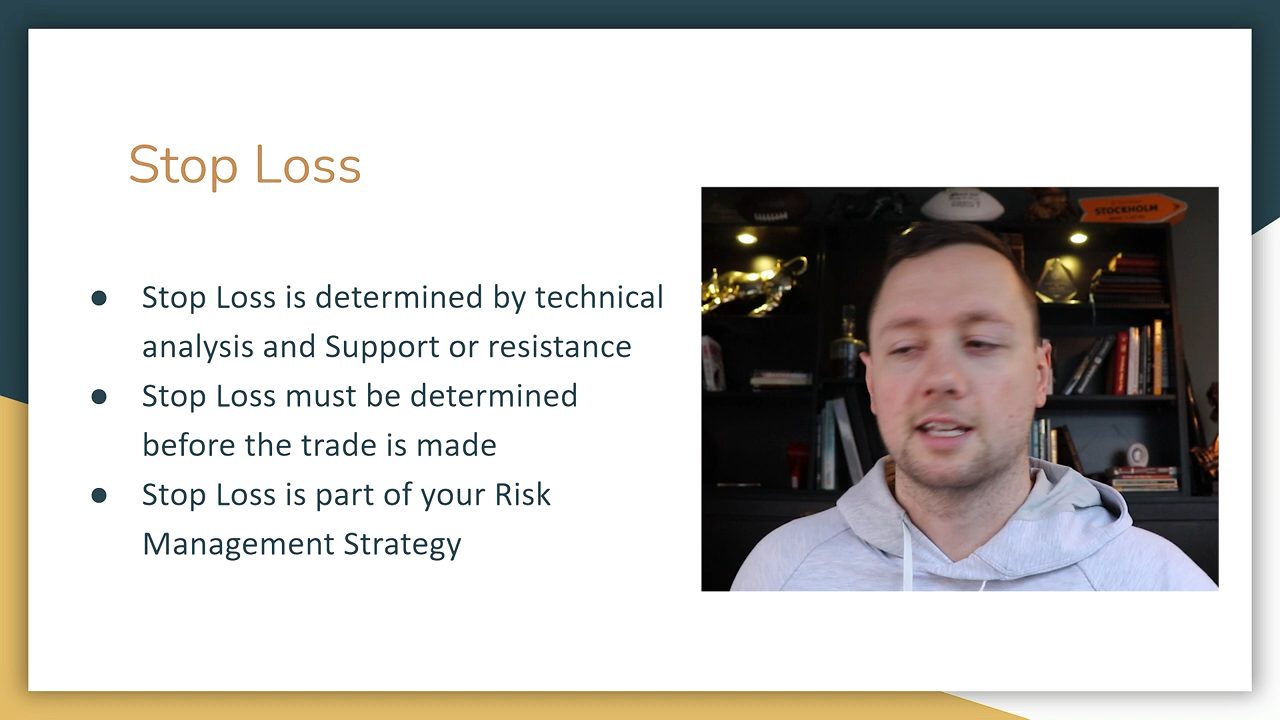 Stop Loss
● Stop Loss is determined by technical
analysis and Support or resistance
● Stop Loss must be determined
before the trade is made
● Stop Loss is part of your Risk
Management Strategy
STOCKHOLM